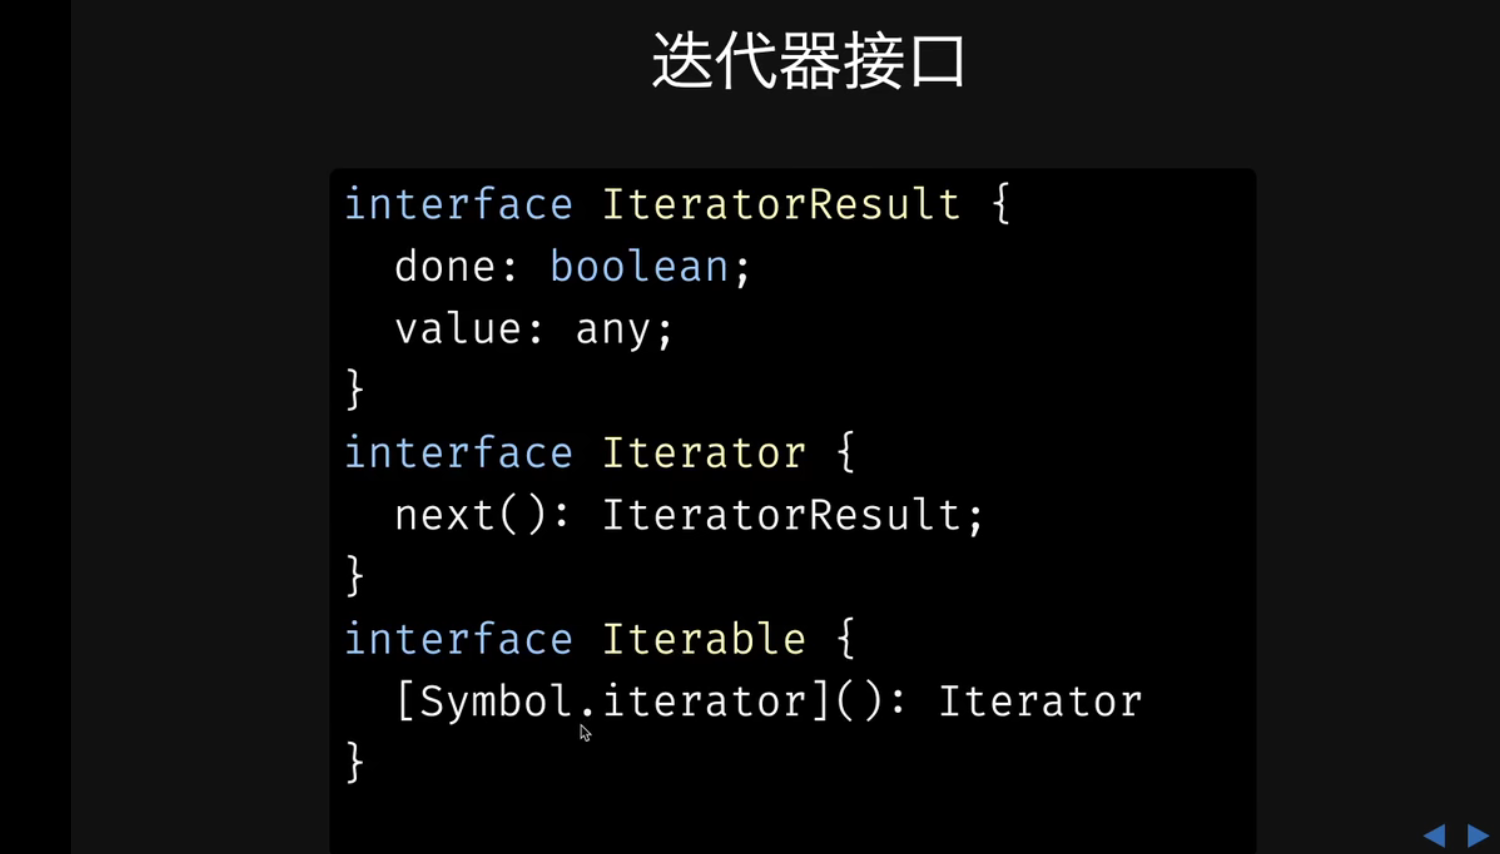 迭代器接口
interface IteratorResult {
  done: boolean;
  value: any;
}
interface Iterator {
  next(): IteratorResult;
}
interface Iterable {
  [Symbol.iterator](): Iterator
}